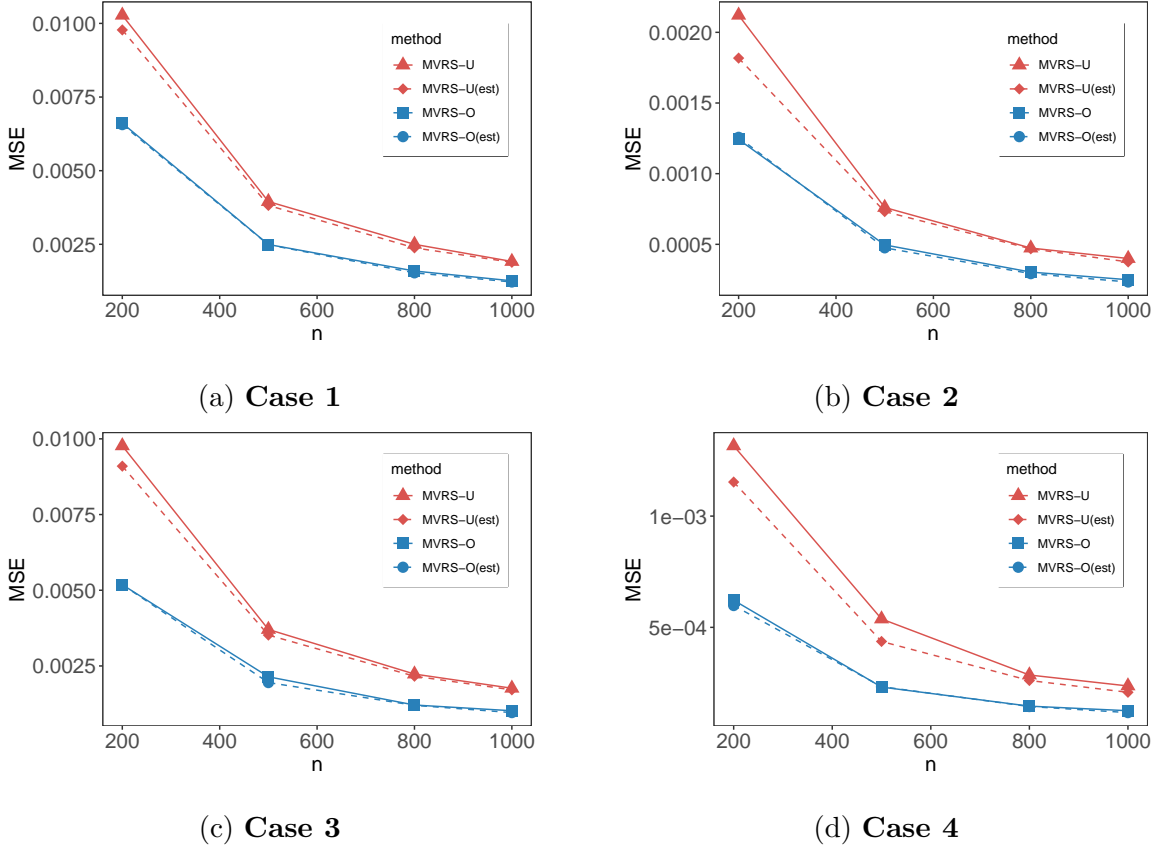 0.0100
0.0075
0.0050
0.0025
MSE
200 400 600 800 1000
n
method
MVRS−U
MVRS−U(est)
MVRS−O
MVRS−O(est)
(a) Case 1
0.0020
0.0015
0.0010
0.0005
MSE
200 400 600 800 1000
n
method
MVRS−U
MVRS−U(est)
MVRS−O
MVRS−O(est)
(b) Case 2
0.0100
0.0075
0.0050
0.0025
MSE
200 400 600 800 1000
n
method
MVRS−U
MVRS−U(est)
MVRS−O
MVRS−O(est)
(c) Case 3
1e−03
5e−04
MSE
200 400 600 800 1000
n
method
MVRS−U
MVRS−U(est)
MVRS−O
MVRS−O(est)
(d) Case 4